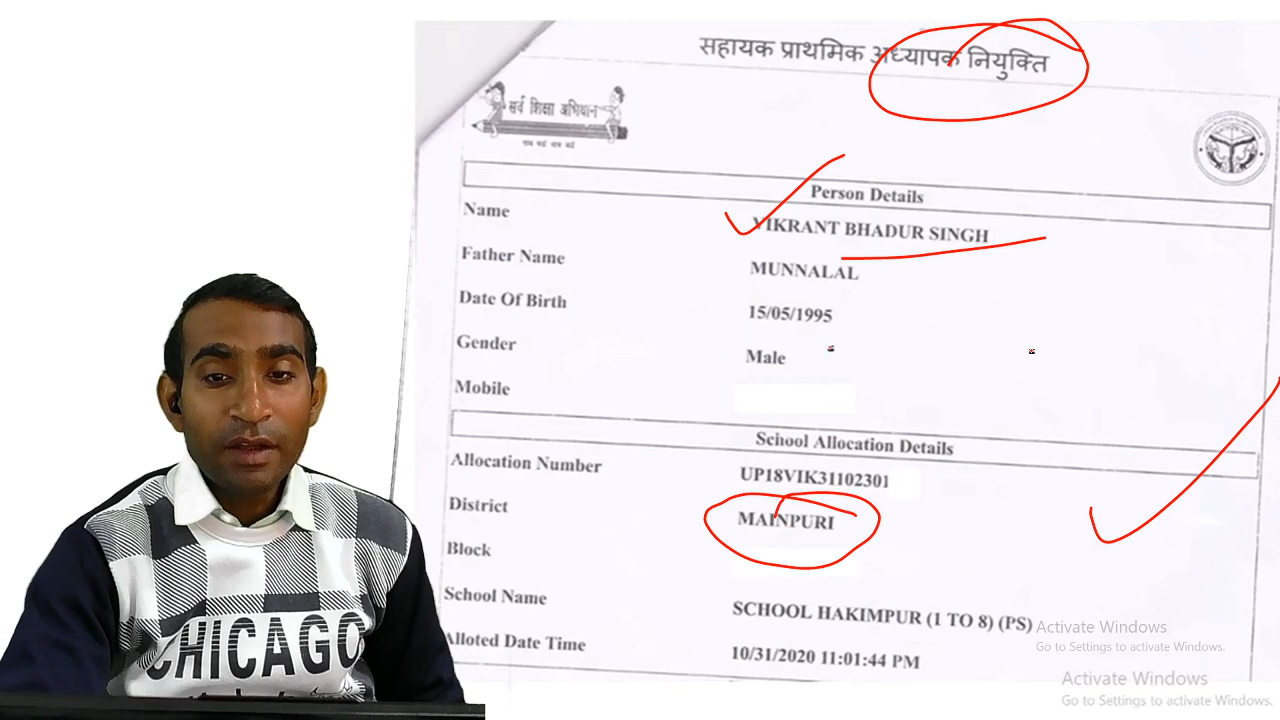 सहायक प्राथमिक अध्यापक नियुक्ति
सर्व शिक्षा अभियान
Person Details
Name VIKRANT BHADUR SINGH
Father Name MUNNALAL
Date Of Birth 15/05/1995
Gender Male
Mobile
School Allocation Details
Allocation Number UP18VIK31102301
District MAINPURI
Block
School Name SCHOOL HAKIMPUR (1 TO 8) (PS)
Alloted Date Time 10/31/2020 11:01:44 PM
CHICAGO
Activate Windows
Go to Settings to activate Windows.
Activate Windows
Go to Settings to activate Windows.